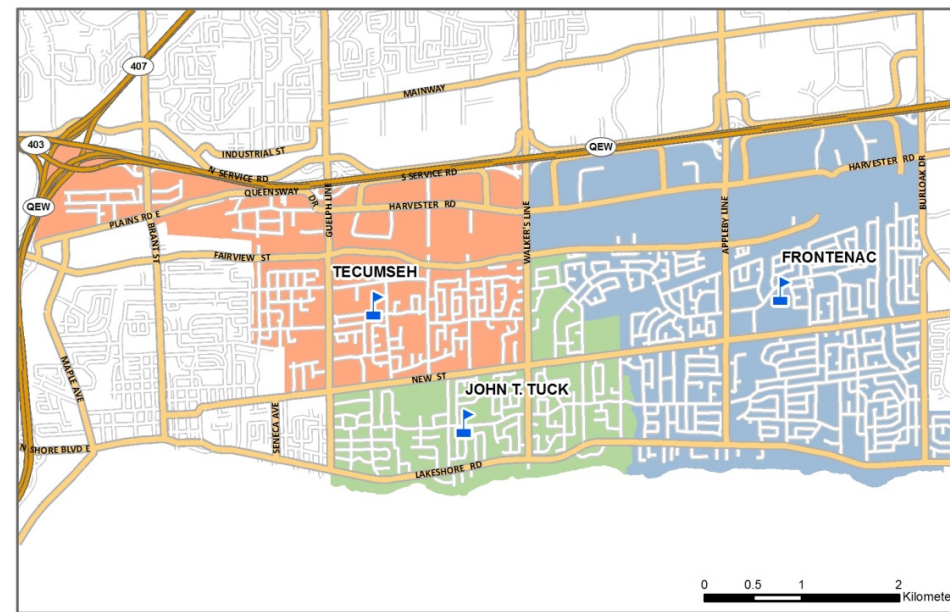 407
MAINWAY
403
QEW
INDUSTRIAL ST
N SERVICE RD
S SERVICE RD
HARVESTER RD
QUEENSWAY DR
HARVESTER RD
QEW
PLAINS RD E
BRANT ST
GUELPH LINE
WALKER'S LINE
APPLEBY LINE
BURLOAK DR
FAIRVIEW ST
TECUMSEH
FRONTENAC
MAPLE AVE
NEW ST
JOHN T. TUCK
SENECA AVE
N SHORE BLVD E
LAKESHORE RD
0 0.5 1 2
Kilomete